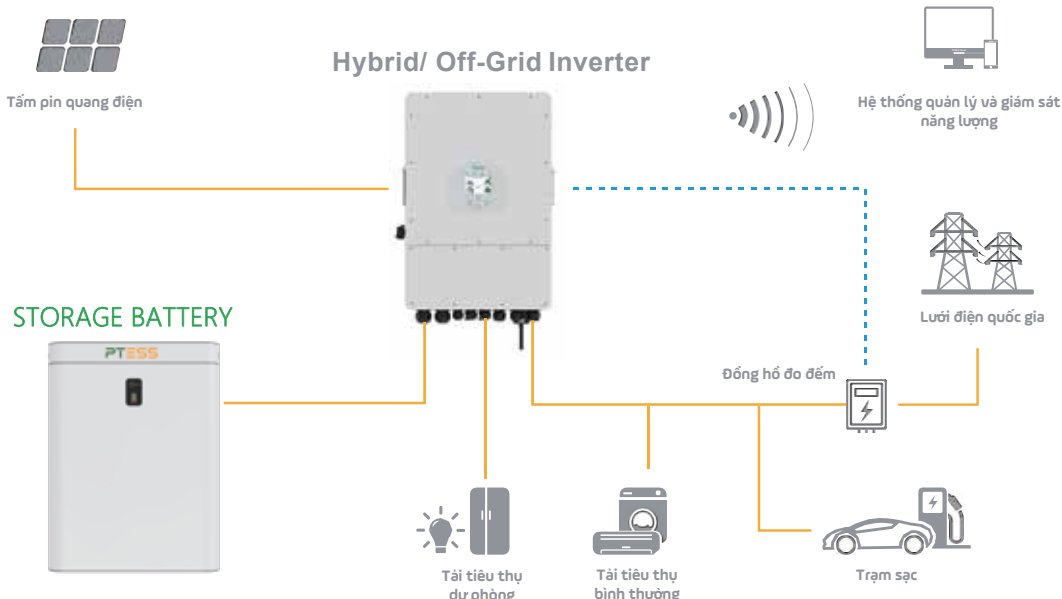 Hybrid/ Off-Grid Inverter
Tấm pin quang điện
Hệ thống quản lý và giám sát
năng lượng
Lưới điện quốc gia
STORAGE BATTERY
PTESS
Đồng hồ đo đếm
Tải tiêu thụ
dự phòng
Tải tiêu thụ
bình thường
Trạm sạc